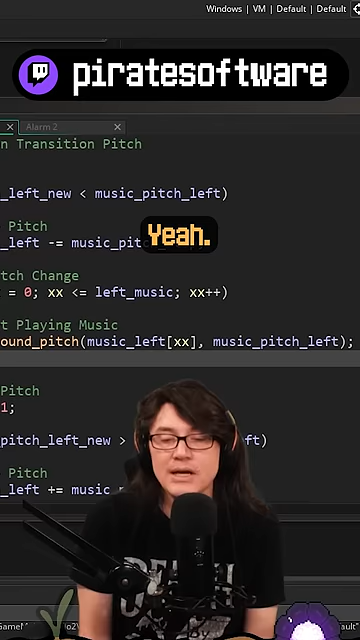 Windows | VM | Default | Default
piratesoftware
Alarm 2
n Transition Pitch
_left_new < music_pitch_left)
Pitch
_left -= music_pit
Yeah.
tch Change
= 0; xx <= left_music; xx++)
t Playing Music
ound_pitch(music_left[xx], music_pitch_left);
Pitch
1;
pitch_left_new >
ft)
Pitch
_left += music